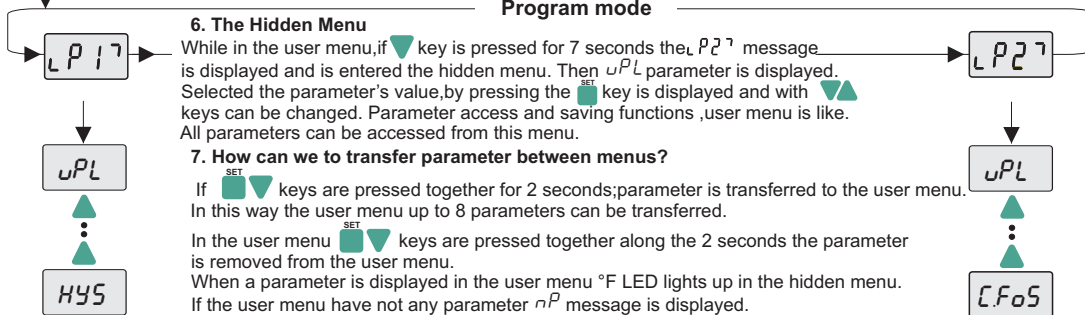 Program mode
6. The Hidden Menu
While in the user menu,if key is pressed for 7 seconds the ˪P2˥ message
is displayed and is entered the hidden menu. Then uPL parameter is displayed.
Selected the parameter's value,by pressing the SET key is displayed and with
keys can be changed. Parameter access and saving functions ,user menu is like.
All parameters can be accessed from this menu.
7. How can we to transfer parameter between menus?
If SET keys are pressed together for 2 seconds;parameter is transferred to the user menu.
In this way the user menu up to 8 parameters can be transferred.
In the user menu SET keys are pressed together along the 2 seconds the parameter
is removed from the user menu.
When a parameter is displayed in the user menu °F LED lights up in the hidden menu.
If the user menu have not any parameter nP message is displayed.
˪P1˥
uPL
HYS
˪P2˥
uPL
C.FoS